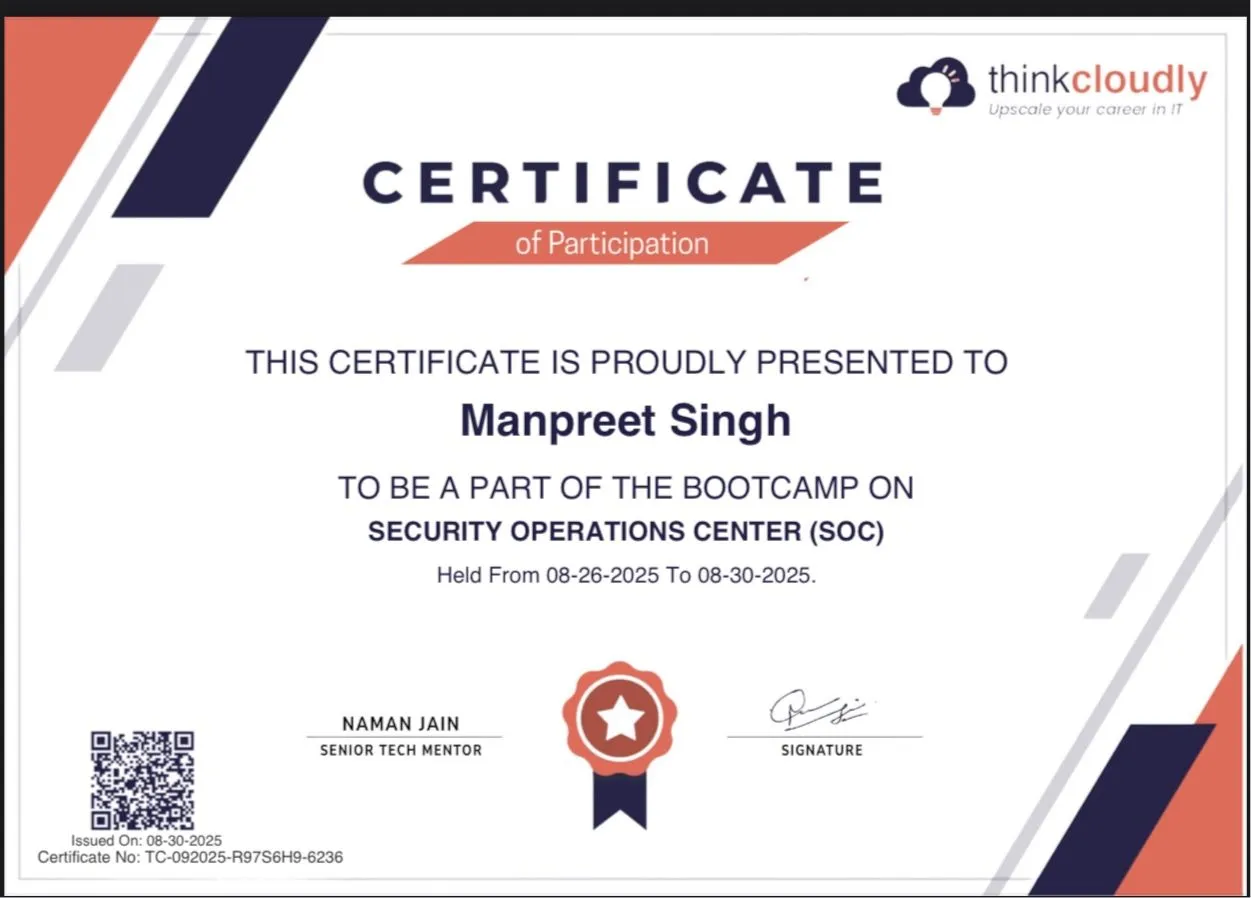 thinkcloudly
Upscale your career in IT
CERTIFICATE
of Participation
THIS CERTIFICATE IS PROUDLY PRESENTED TO
Manpreet Singh
TO BE A PART OF THE BOOTCAMP ON
SECURITY OPERATIONS CENTER (SOC)
Held From 08-26-2025 To 08-30-2025.
NAMAN JAIN
SENIOR TECH MENTOR
SIGNATURE
Issued On: 08-30-2025
Certificate No: TC-092025-R97S6H9-6236